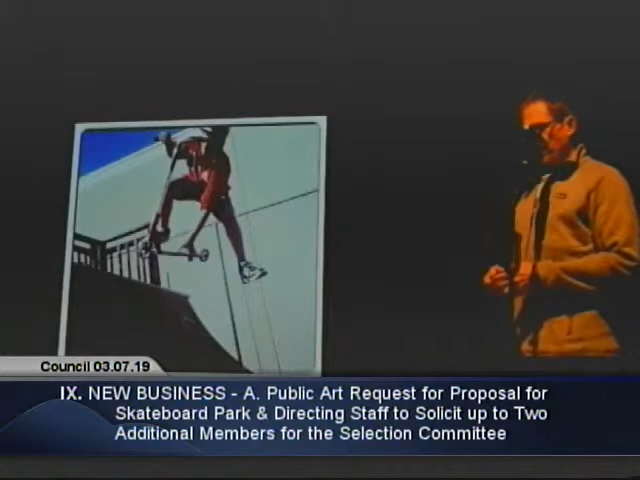 Council 03.07.19
IX. NEW BUSINESS - A. Public Art Request for Proposal for
Skateboard Park & Directing Staff to Solicit up to Two
Additional Members for the Selection Committee